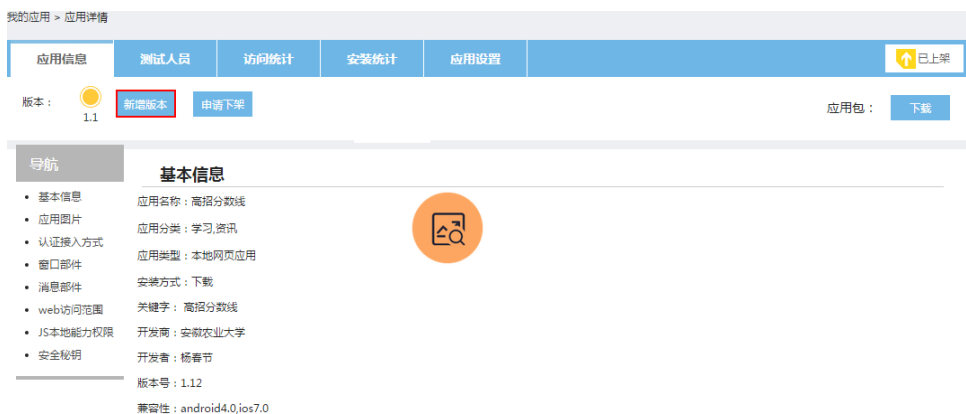 我的应用 > 应用详情
应用信息 测试人员 访问统计 安装统计 应用设置 已上架
版本： 1.1 新增版本 申请下架 应用包： 下载
导航
基本信息
应用图片
认证接入方式
窗口部件
消息部件
web访问范围
JS本地能力权限
安全秘钥
基本信息
应用名称：高招分数线
应用分类：学习,资讯
应用类型：本地网页应用
安装方式：下载
关键字： 高招分数线
开发商：安徽农业大学
开发者：杨春节
版本号：1.12
兼容性：android4.0,ios7.0